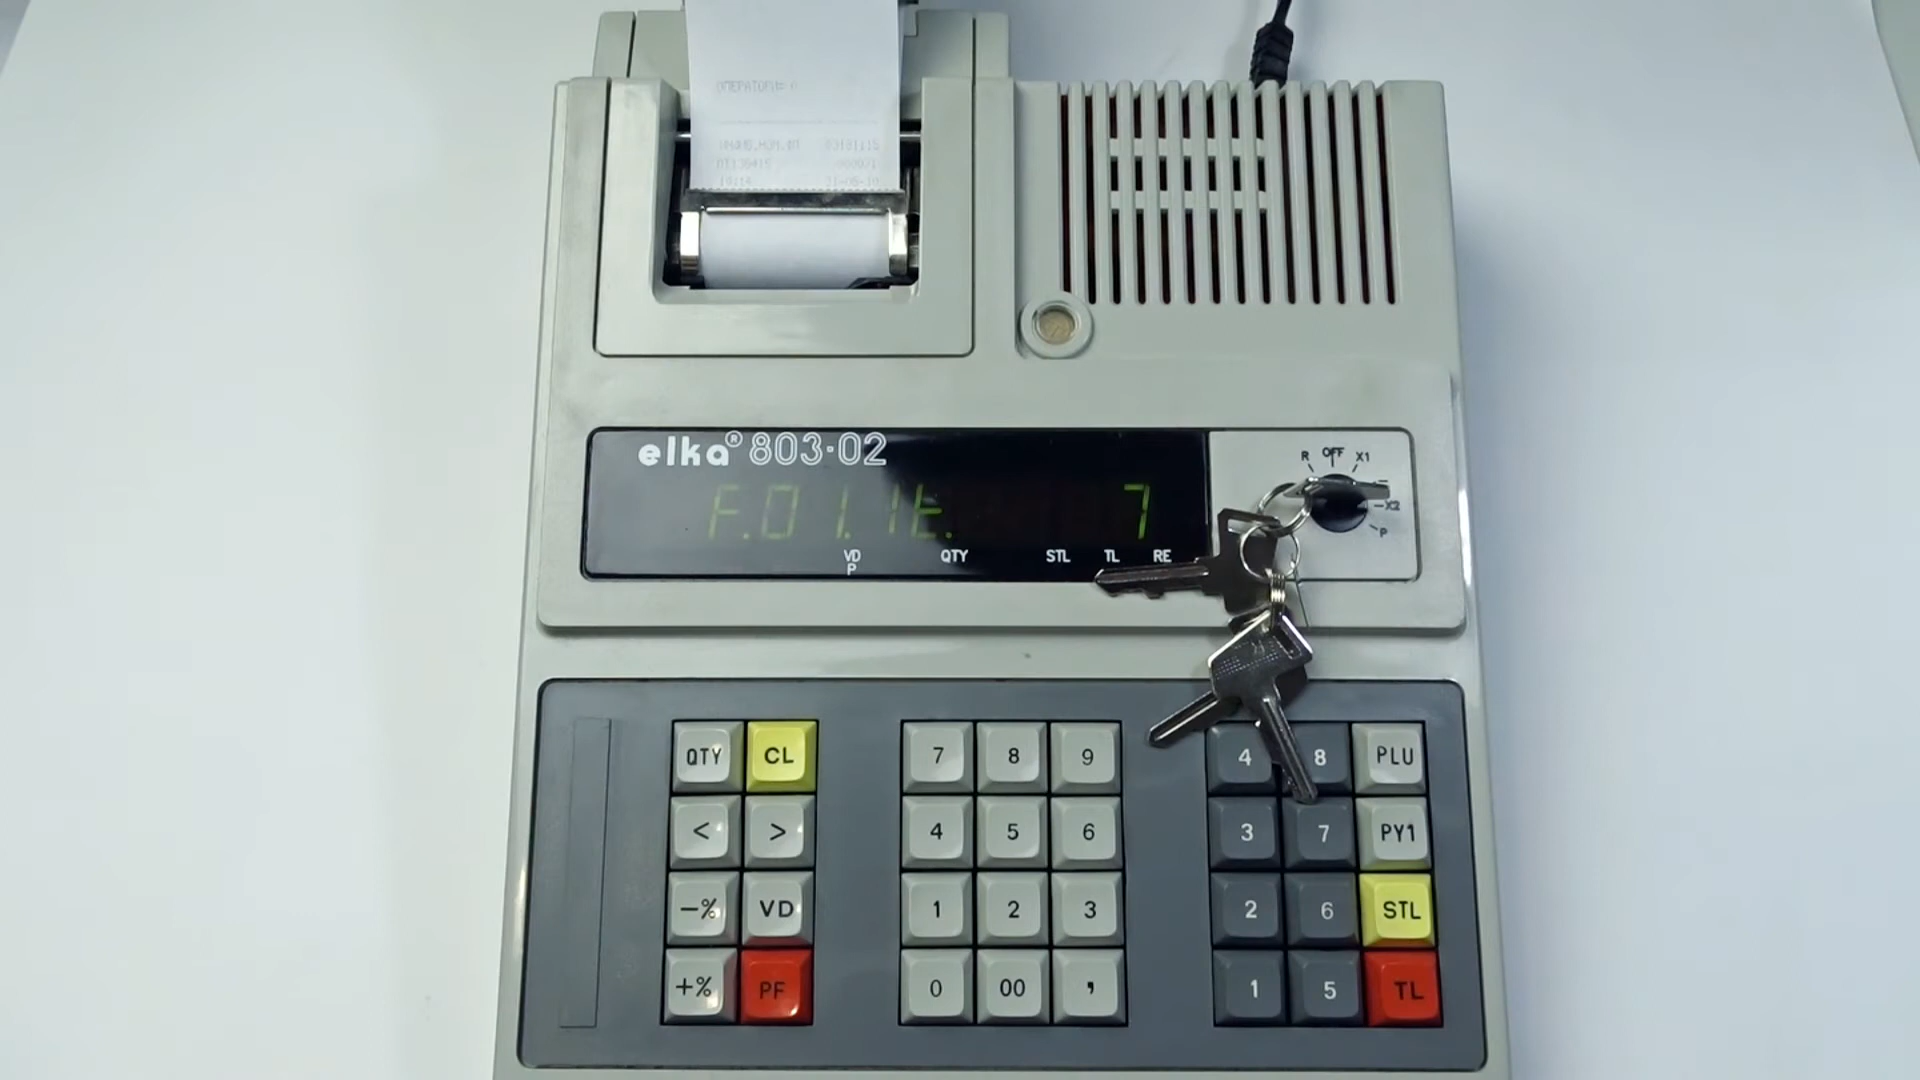 ОПЕРАТОР№ 0
03181115
DT136415
elka® 803·02
F.01.1t. 7
VD
P
QTY
STL
TL
RE
R
OFF
X1
X2
P
QTY CL
7 8 9
4 8 PLU
< >
4 5 6
3 7 PY1
-% VD
1 2 3
2 6 STL
+% PF
0 00 ,
1 5 TL